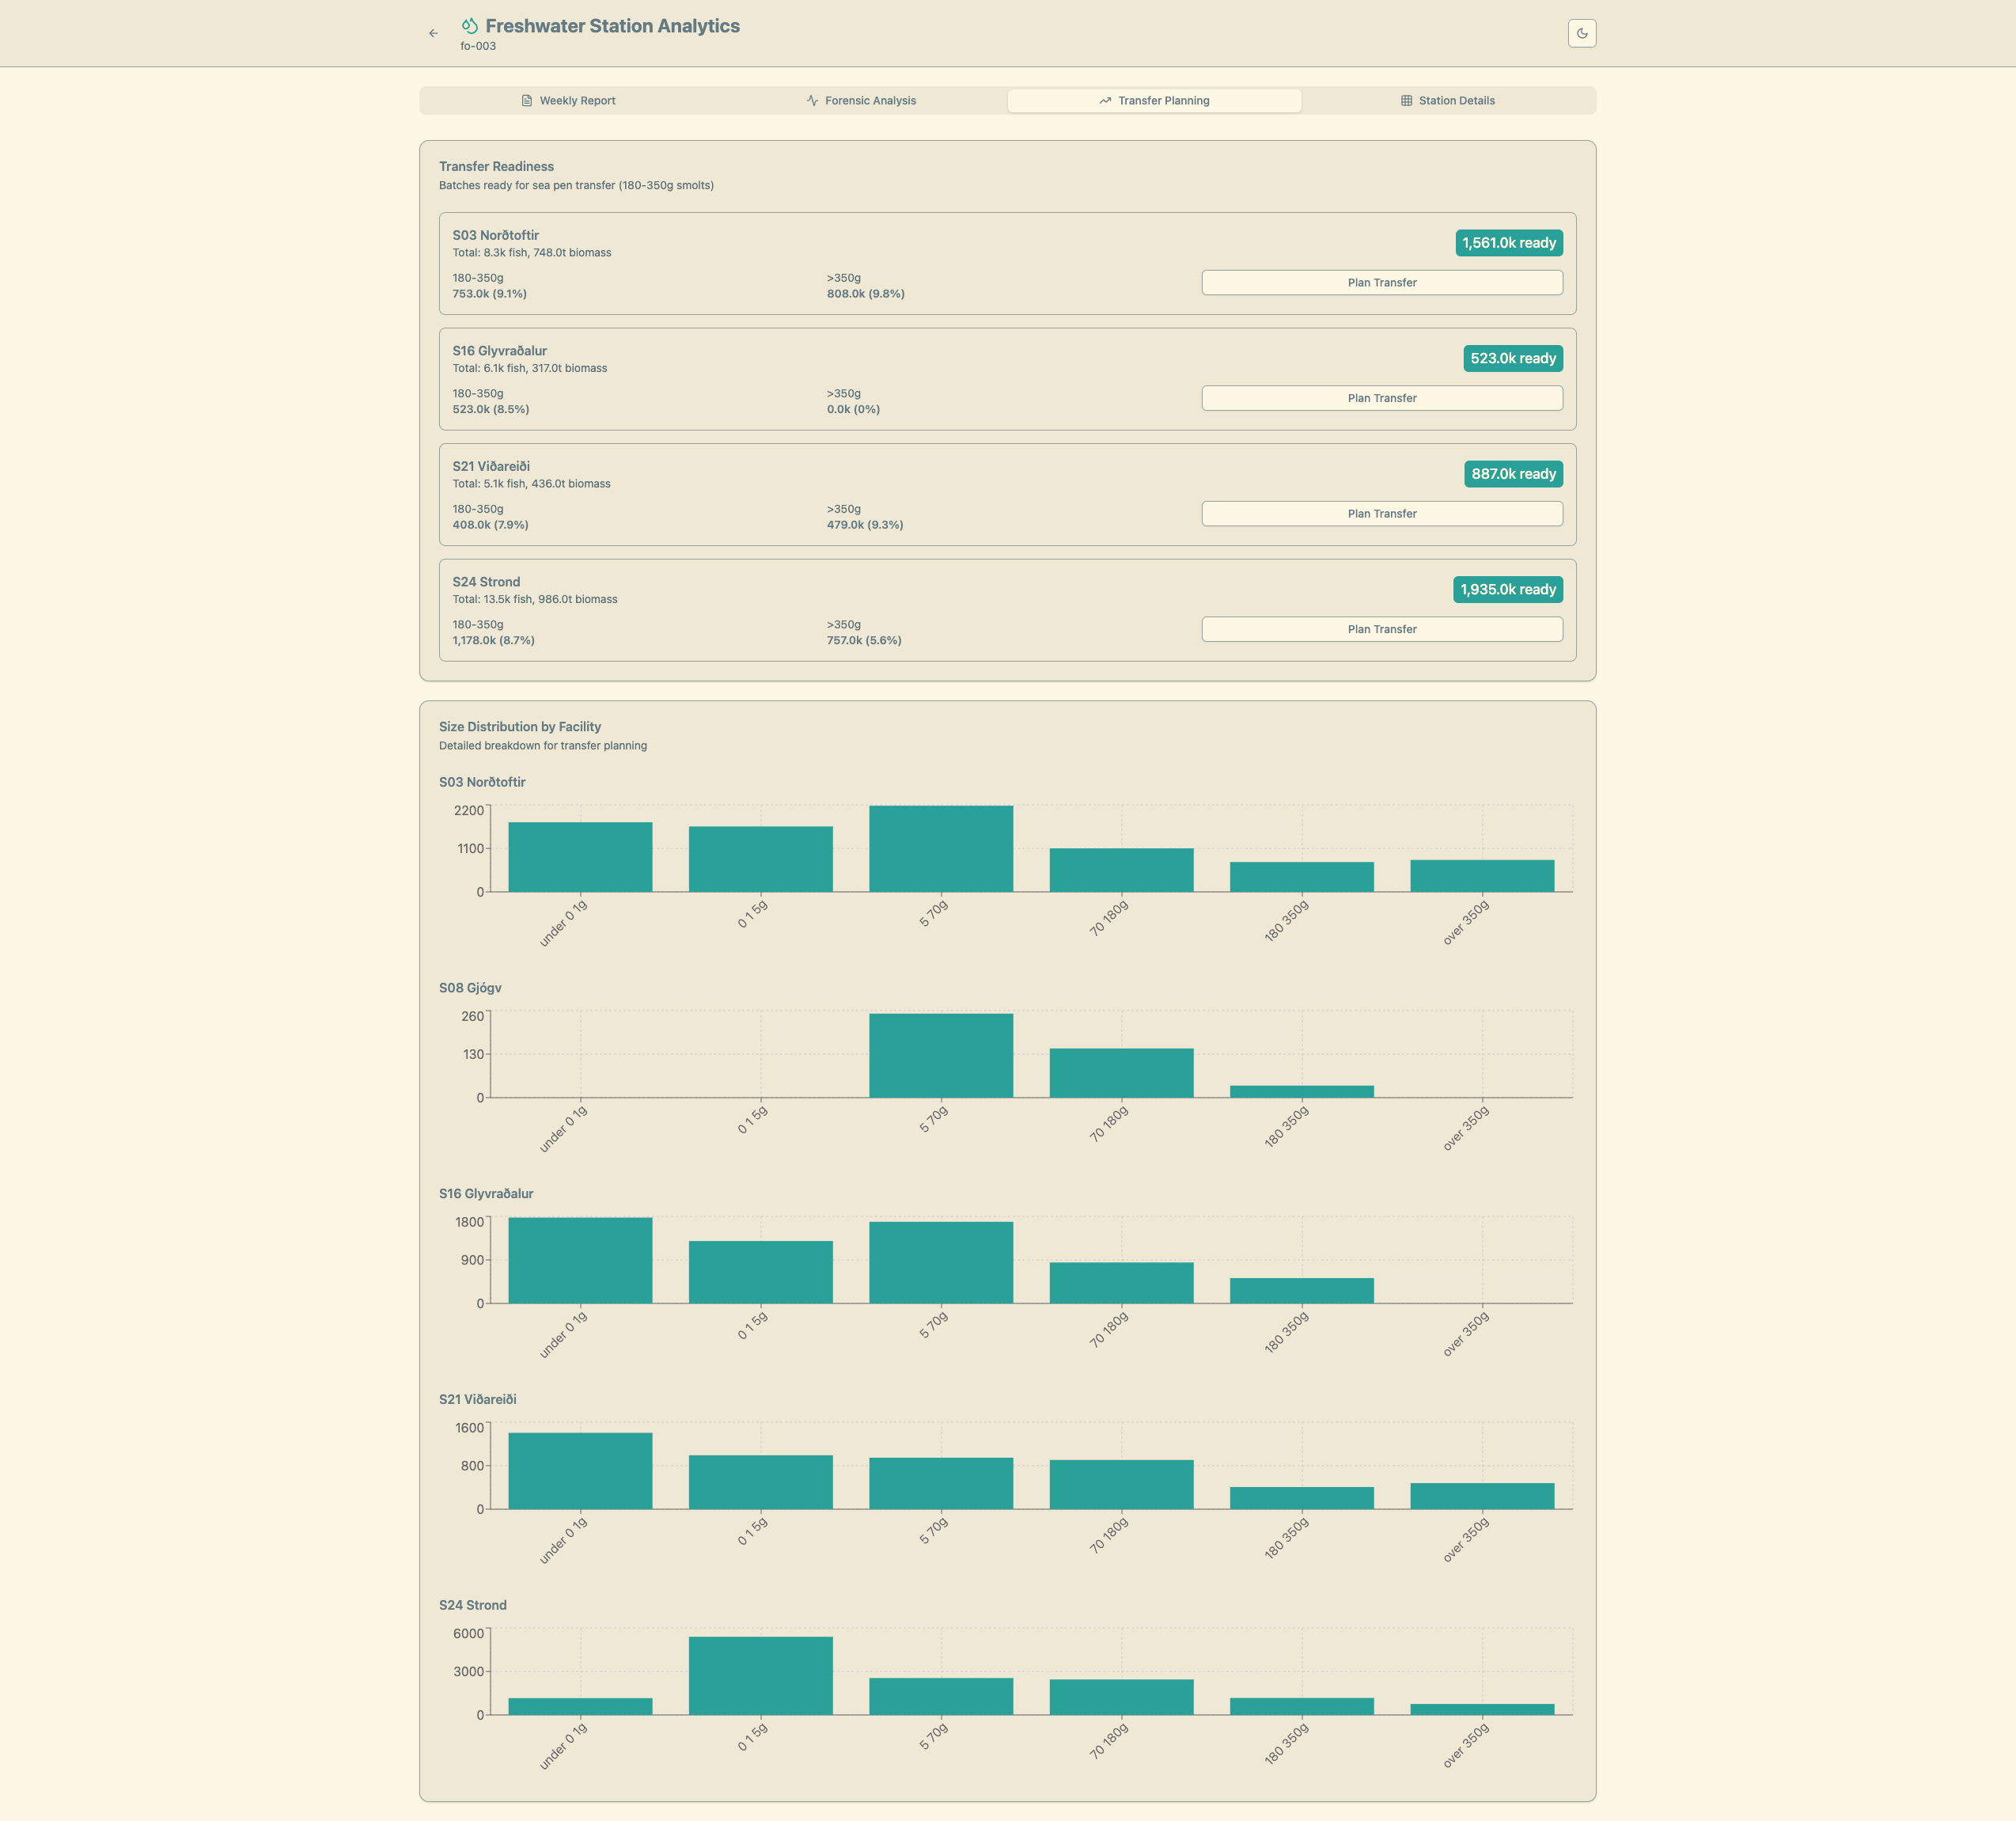 Freshwater Station Analytics
fo-003
Weekly Report
Forensic Analysis
Transfer Planning
Station Details
Transfer Readiness
Batches ready for sea pen transfer (180-350g smolts)
S03 Norðtoftir
Total: 8.3k fish, 748.0t biomass
1,561.0k ready
180-350g
753.0k (9.1%)
>350g
808.0k (9.8%)
Plan Transfer
S16 Glyvraðalur
Total: 6.1k fish, 317.0t biomass
523.0k ready
180-350g
523.0k (8.5%)
>350g
0.0k (0%)
Plan Transfer
S21 Viðareiði
Total: 5.1k fish, 436.0t biomass
887.0k ready
180-350g
408.0k (7.9%)
>350g
479.0k (9.3%)
Plan Transfer
S24 Strond
Total: 13.5k fish, 986.0t biomass
1,935.0k ready
180-350g
1,178.0k (8.7%)
>350g
757.0k (5.6%)
Plan Transfer
Size Distribution by Facility
Detailed breakdown for transfer planning
S03 Norðtoftir
2200
1100
0
under 0 1g
0 1 5g
5 70g
70 180g
180 350g
over 350g
S08 Gjógv
260
130
0
under 0 1g
0 1 5g
5 70g
70 180g
180 350g
over 350g
S16 Glyvraðalur
1800
900
0
under 0 1g
0 1 5g
5 70g
70 180g
180 350g
over 350g
S21 Viðareiði
1600
800
0
under 0 1g
0 1 5g
5 70g
70 180g
180 350g
over 350g
S24 Strond
6000
3000
0
under 0 1g
0 1 5g
5 70g
70 180g
180 350g
over 350g